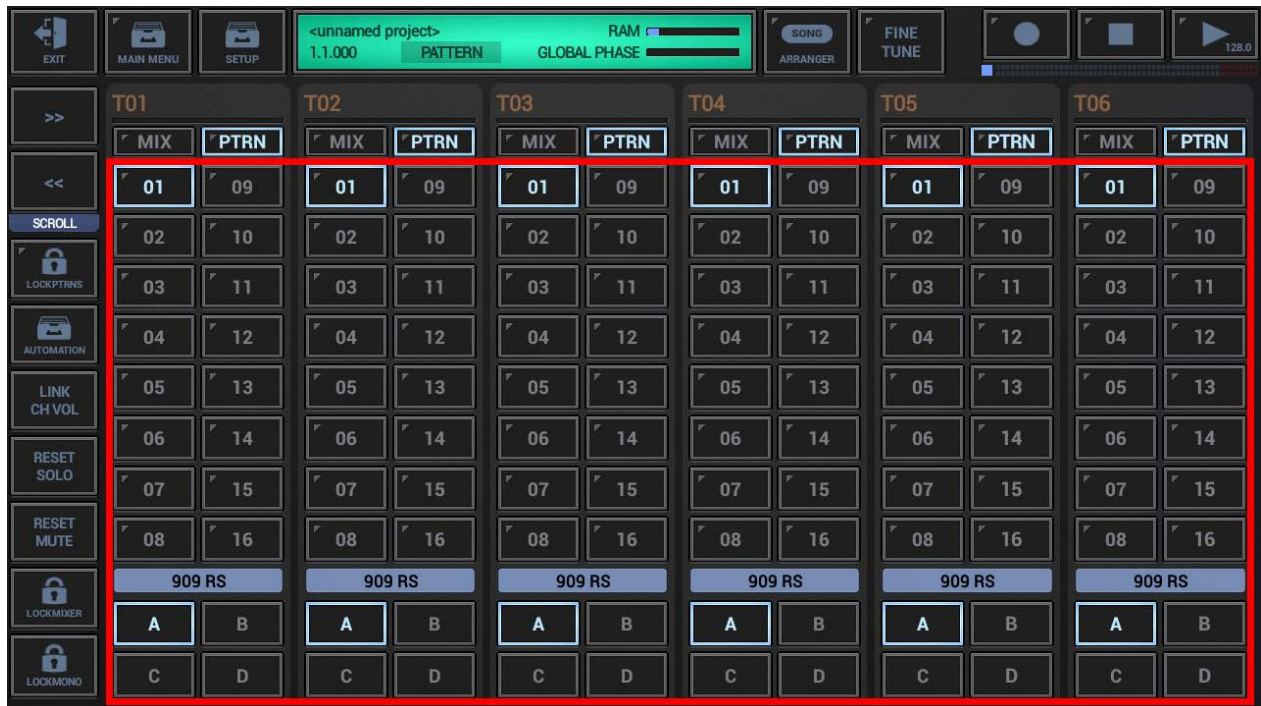 <unnamed project> RAM
1.1.000 PATTERN GLOBAL PHASE
EXIT MAIN MENU SETUP SONG ARRANGER FINE TUNE 128.0
>>
<<
SCROLL
LOCKPTRNS
AUTOMATION
LINK CH VOL
RESET SOLO
RESET MUTE
LOCKMIXER
LOCKMONO
T01 T02 T03 T04 T05 T06
MIX PTRN MIX PTRN MIX PTRN MIX PTRN MIX PTRN MIX PTRN
01 09 01 09 01 09 01 09 01 09 01 09
02 10 02 10 02 10 02 10 02 10 02 10
03 11 03 11 03 11 03 11 03 11 03 11
04 12 04 12 04 12 04 12 04 12 04 12
05 13 05 13 05 13 05 13 05 13 05 13
06 14 06 14 06 14 06 14 06 14 06 14
07 15 07 15 07 15 07 15 07 15 07 15
08 16 08 16 08 16 08 16 08 16 08 16
909 RS 909 RS 909 RS 909 RS 909 RS 909 RS
A B A B A B A B A B A B
C D C D C D C D C D C D